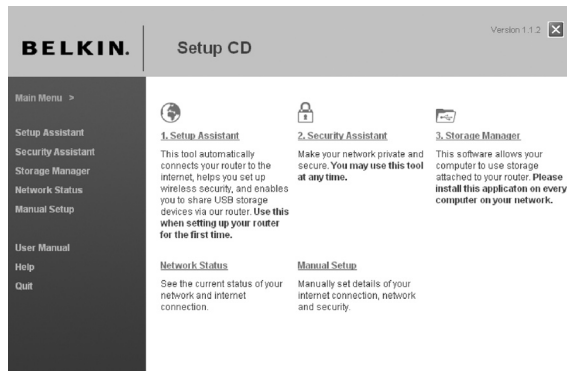 BELKIN.
Setup CD
Version 1.1.2
Main Menu >
Setup Assistant
Security Assistant
Storage Manager
Network Status
Manual Setup
User Manual
Help
Quit
1. Setup Assistant
This tool automatically
connects your router to the
internet, helps you set up
wireless security, and enables
you to share USB storage
devices via our router. Use this
when setting up your router
for the first time.
2. Security Assistant
Make your network private and
secure. You may use this tool
at any time.
3. Storage Manager
This software allows your
computer to use storage
attached to your router. Please
install this applicaton on every
computer on your network.
Network Status
See the current status of your
network and internet
connection.
Manual Setup
Manually set details of your
internet connection, network
and security.